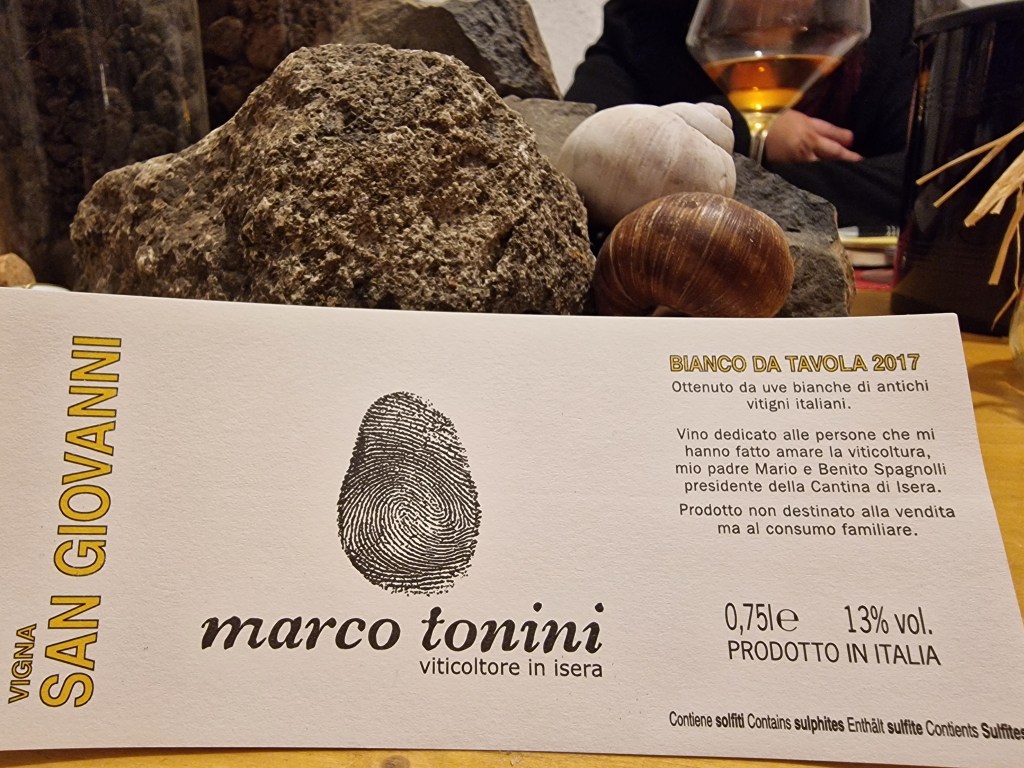 VIGNA
SAN GIOVANNI
marco tonini
viticoltore in isera
BIANCO DA TAVOLA 2017
Ottenuto da uve bianche di antichi
vitigni italiani.
Vino dedicato alle persone che mi
hanno fatto amare la viticoltura,
mio padre Mario e Benito Spagnolli
presidente della Cantina di Isera.
Prodotto non destinato alla vendita
ma al consumo familiare.
0,75l℮ 13% vol.
PRODOTTO IN ITALIA
Contiene solfiti Contains sulphites Enthält sulfite Contients Sulfites